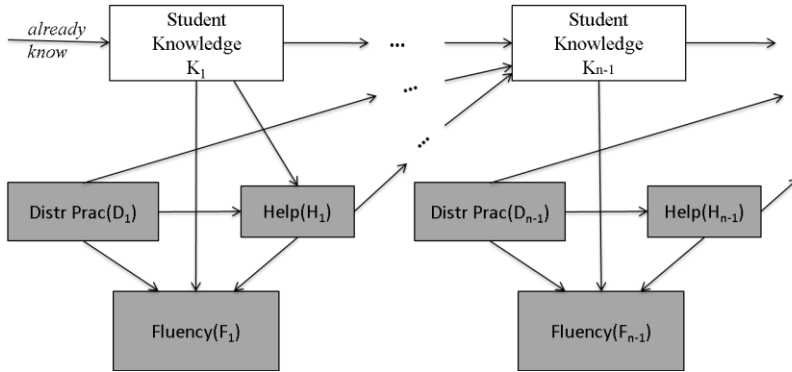 already
know
Student
Knowledge
K₁
...
Student
Knowledge
Kₙ₋₁
...
...
Distr Prac(D₁)
Help(H₁)
Distr Prac(Dₙ₋₁)
Help(Hₙ₋₁)
Fluency(F₁)
Fluency(Fₙ₋₁)